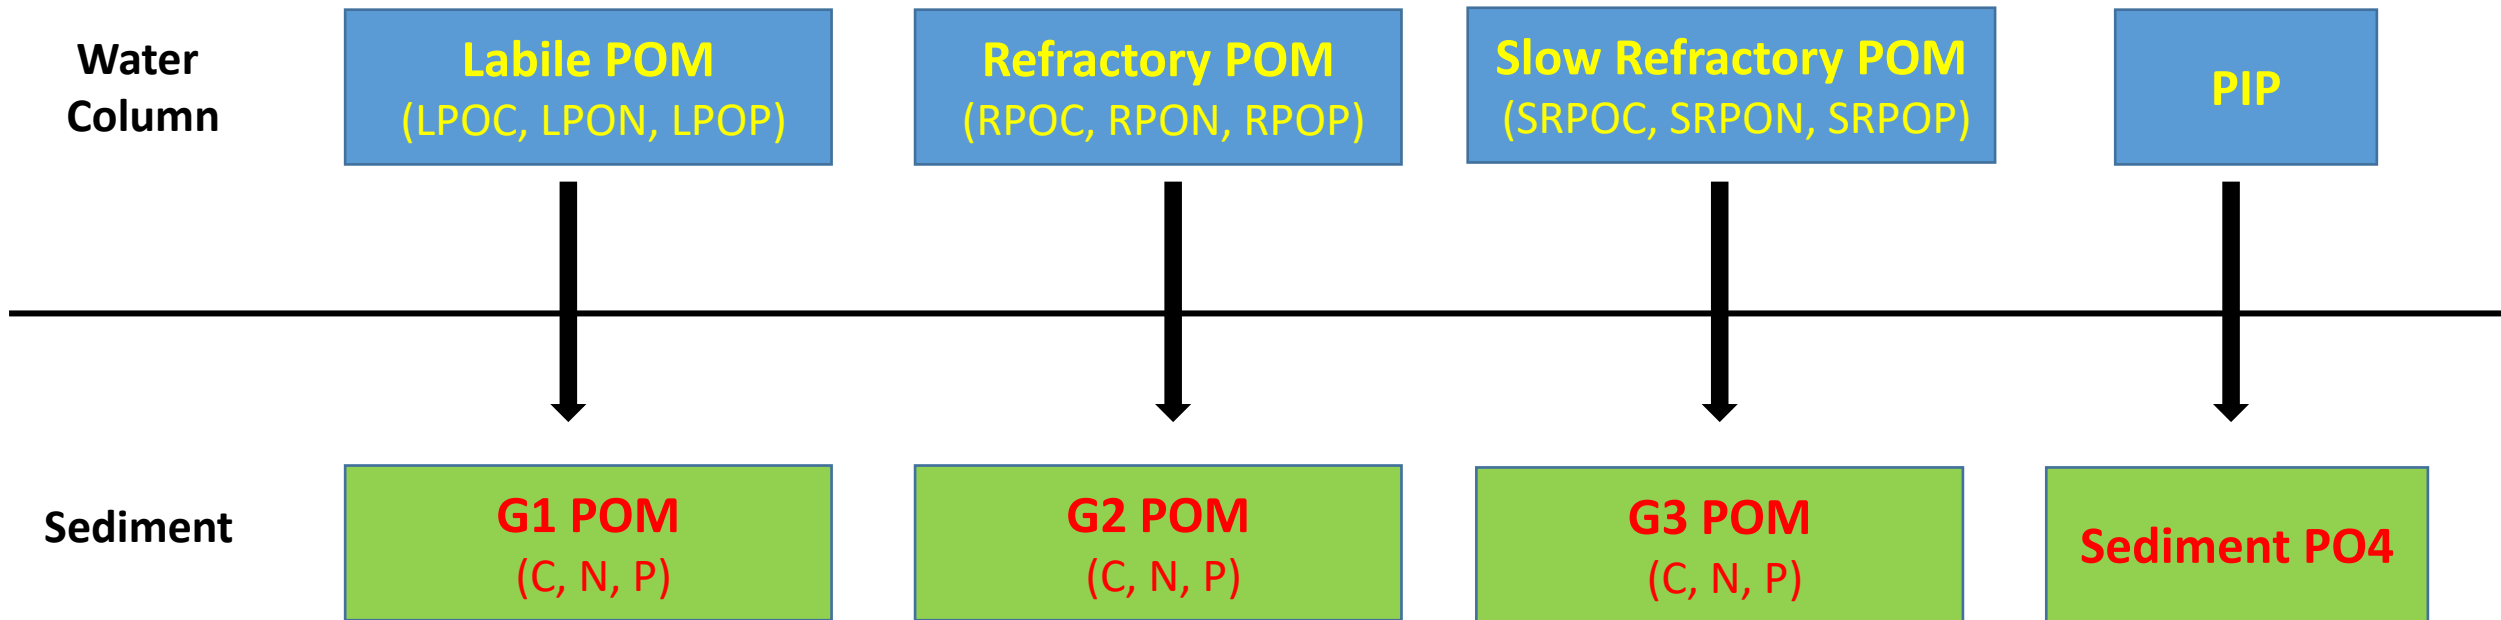 Water
Column
Labile POM
(LPOC, LPON, LPOP)
Refractory POM
(RPOC, RPON, RPOP)
Slow Refractory POM
(SRPOC, SRPON, SRPOP)
PIP
Sediment
G1 POM
(C, N, P)
G2 POM
(C, N, P)
G3 POM
(C, N, P)
Sediment PO4